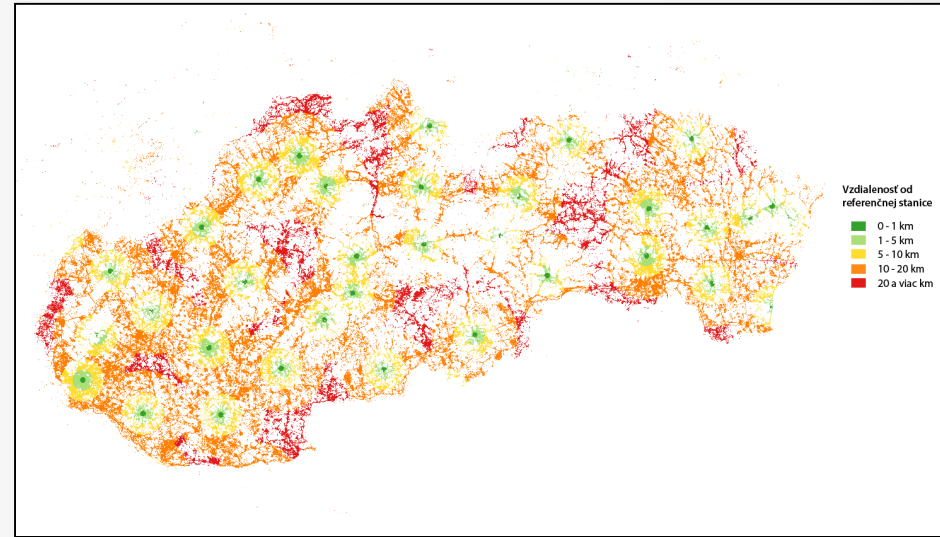 Vzdialenosť od
referenčnej stanice
0 - 1 km
1 - 5 km
5 - 10 km
10 - 20 km
20 a viac km